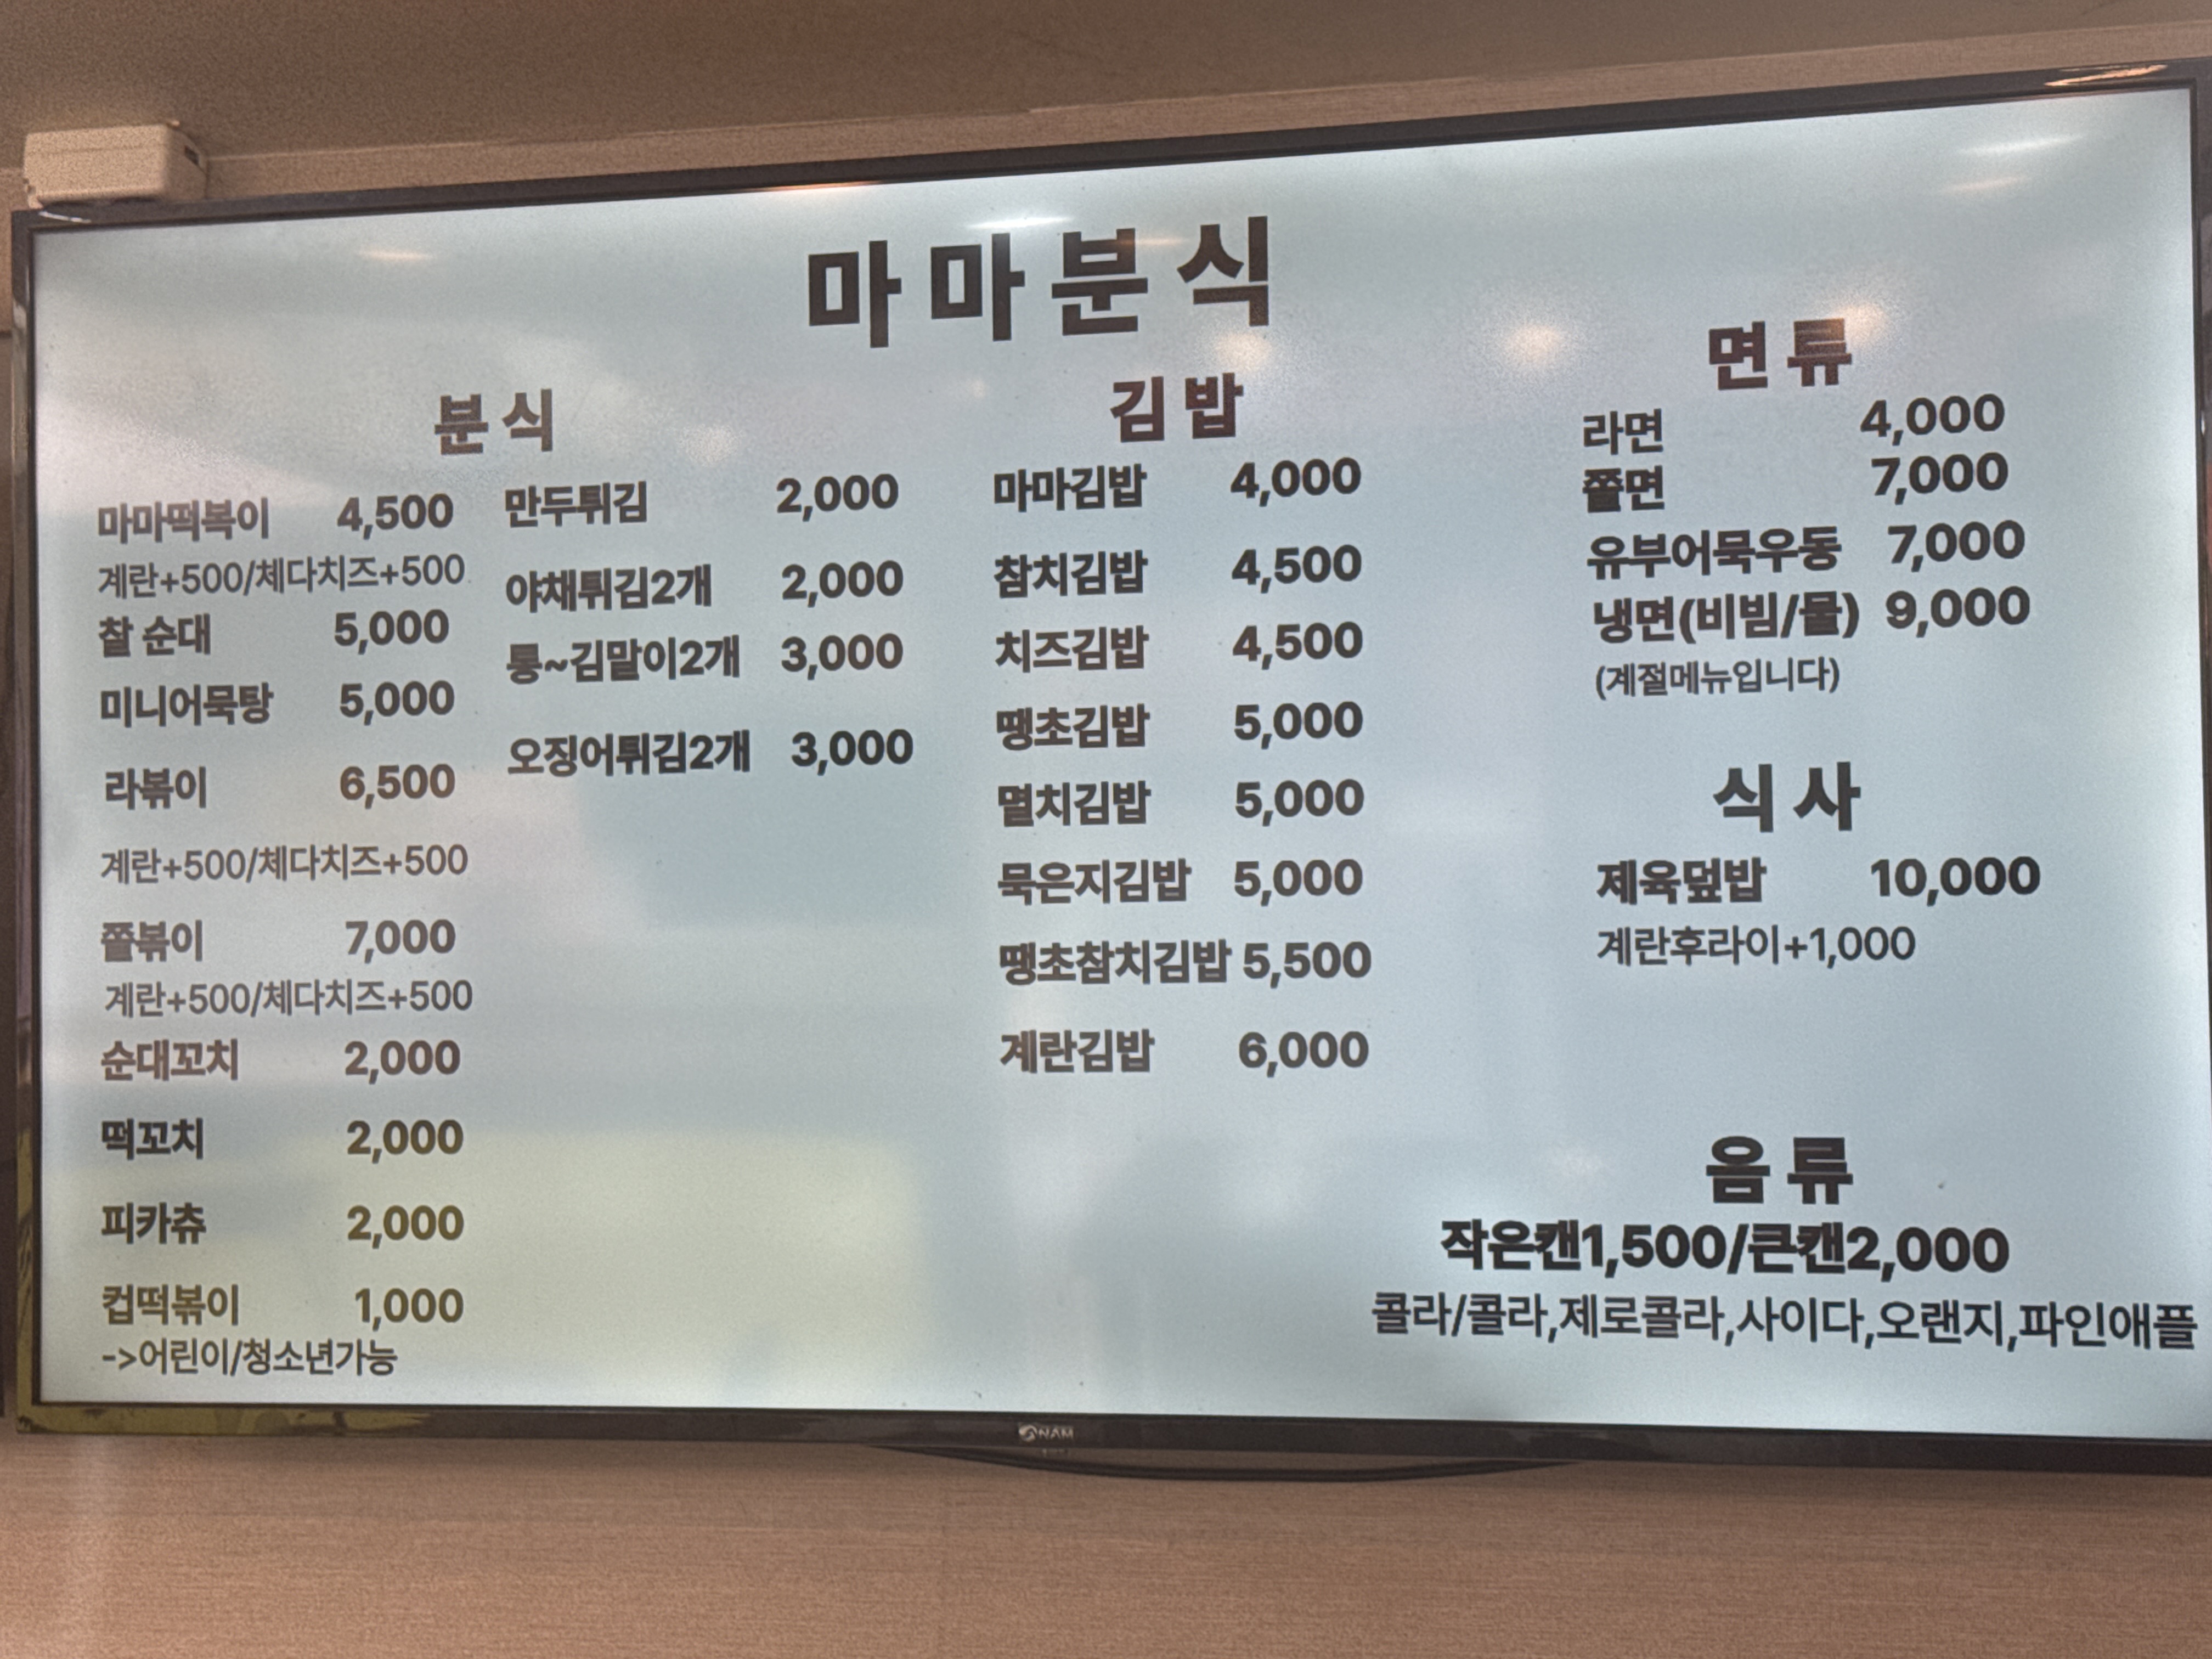 마마분식
분식
마마떡복이 4,500
계란+500/체다치즈+500
찰 순대 5,000
미니어묵탕 5,000
라볶이 6,500
계란+500/체다치즈+500
쫄볶이 7,000
계란+500/체다치즈+500
순대꼬치 2,000
떡꼬치 2,000
피카츄 2,000
컵떡볶이 1,000
->어린이/청소년가능
만두튀김 2,000
야채튀김2개 2,000
통~김말이2개 3,000
오징어튀김2개 3,000
김밥
마마김밥 4,000
참치김밥 4,500
치즈김밥 4,500
땡초김밥 5,000
멸치김밥 5,000
묵은지김밥 5,000
땡초참치김밥 5,500
계란김밥 6,000
면류
라면 4,000
쫄면 7,000
유부어묵우동 7,000
냉면(비빔/물) 9,000
(계절메뉴입니다)
식사
제육덮밥 10,000
계란후라이+1,000
음류
작은캔1,500/큰캔2,000
콜라/콜라,제로콜라,사이다,오랜지,파인애플